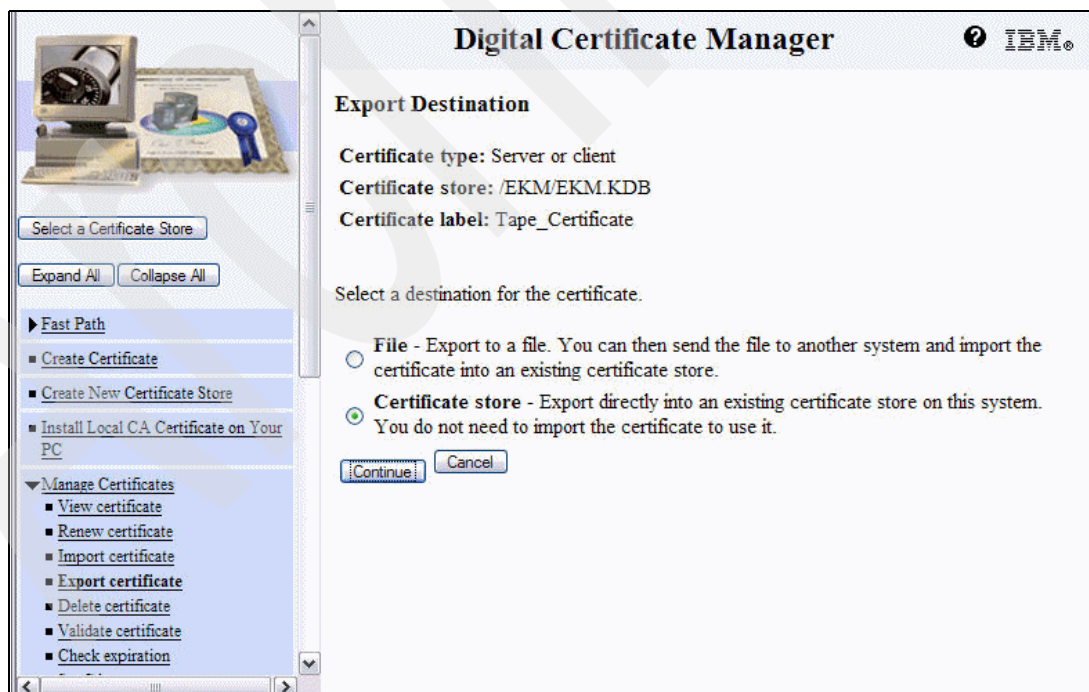 Digital Certificate Manager
IBM®
Select a Certificate Store
Expand All
Collapse All
Fast Path
Create Certificate
Create New Certificate Store
Install Local CA Certificate on Your
PC
Manage Certificates
View certificate
Renew certificate
Import certificate
Export certificate
Delete certificate
Validate certificate
Check expiration
Export Destination
Certificate type: Server or client
Certificate store: /EKM/EKM.KDB
Certificate label: Tape_Certificate
Select a destination for the certificate.
File - Export to a file. You can then send the file to another system and import the
certificate into an existing certificate store.
Certificate store - Export directly into an existing certificate store on this system.
You do not need to import the certificate to use it.
Continue
Cancel